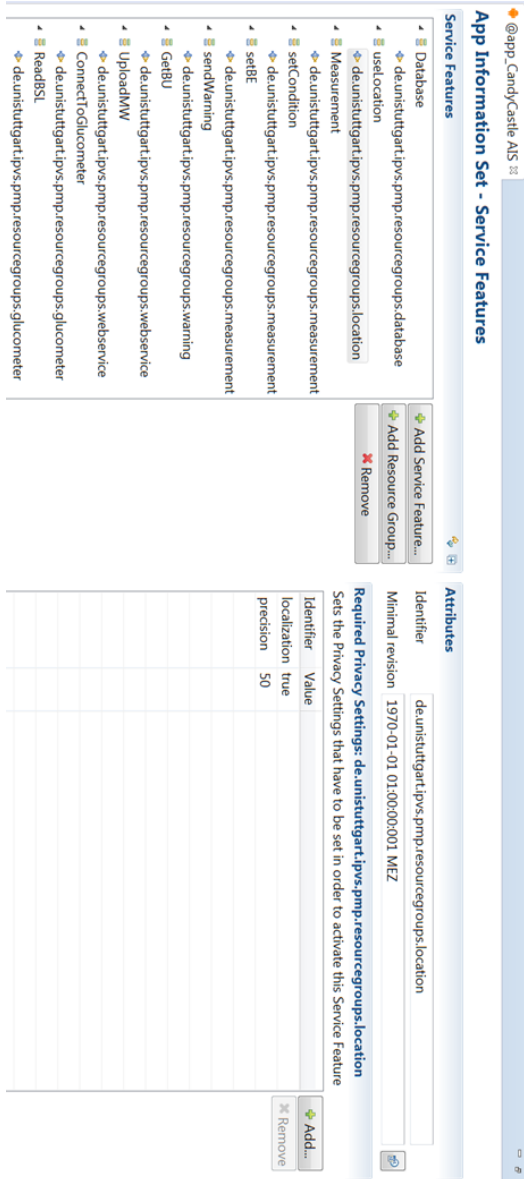 @app_CandyCastle AIS
App Information Set - Service Features
Service Features
Database
de.unistuttgart.ipvs.pmp.resourcegroups.database
useLocation
de.unistuttgart.ipvs.pmp.resourcegroups.location
Measurement
de.unistuttgart.ipvs.pmp.resourcegroups.measurement
setCondition
de.unistuttgart.ipvs.pmp.resourcegroups.measurement
setBE
de.unistuttgart.ipvs.pmp.resourcegroups.measurement
sendWarning
de.unistuttgart.ipvs.pmp.resourcegroups.warning
GetBU
de.unistuttgart.ipvs.pmp.resourcegroups.webservice
UploadMW
de.unistuttgart.ipvs.pmp.resourcegroups.webservice
ConnectToGlucometer
de.unistuttgart.ipvs.pmp.resourcegroups.glucometer
ReadBSL
de.unistuttgart.ipvs.pmp.resourcegroups.glucometer
Add Service Feature...
Add Resource Group...
Remove
Attributes
Identifier de.unistuttgart.ipvs.pmp.resourcegroups.location
Minimal revision 1970-01-01 01:00:00:001 MEZ
Required Privacy Settings: de.unistuttgart.ipvs.pmp.resourcegroups.location
Sets the Privacy Settings that have to be set in order to activate this Service Feature
Identifier Value
localization true
precision 50
Add...
Remove